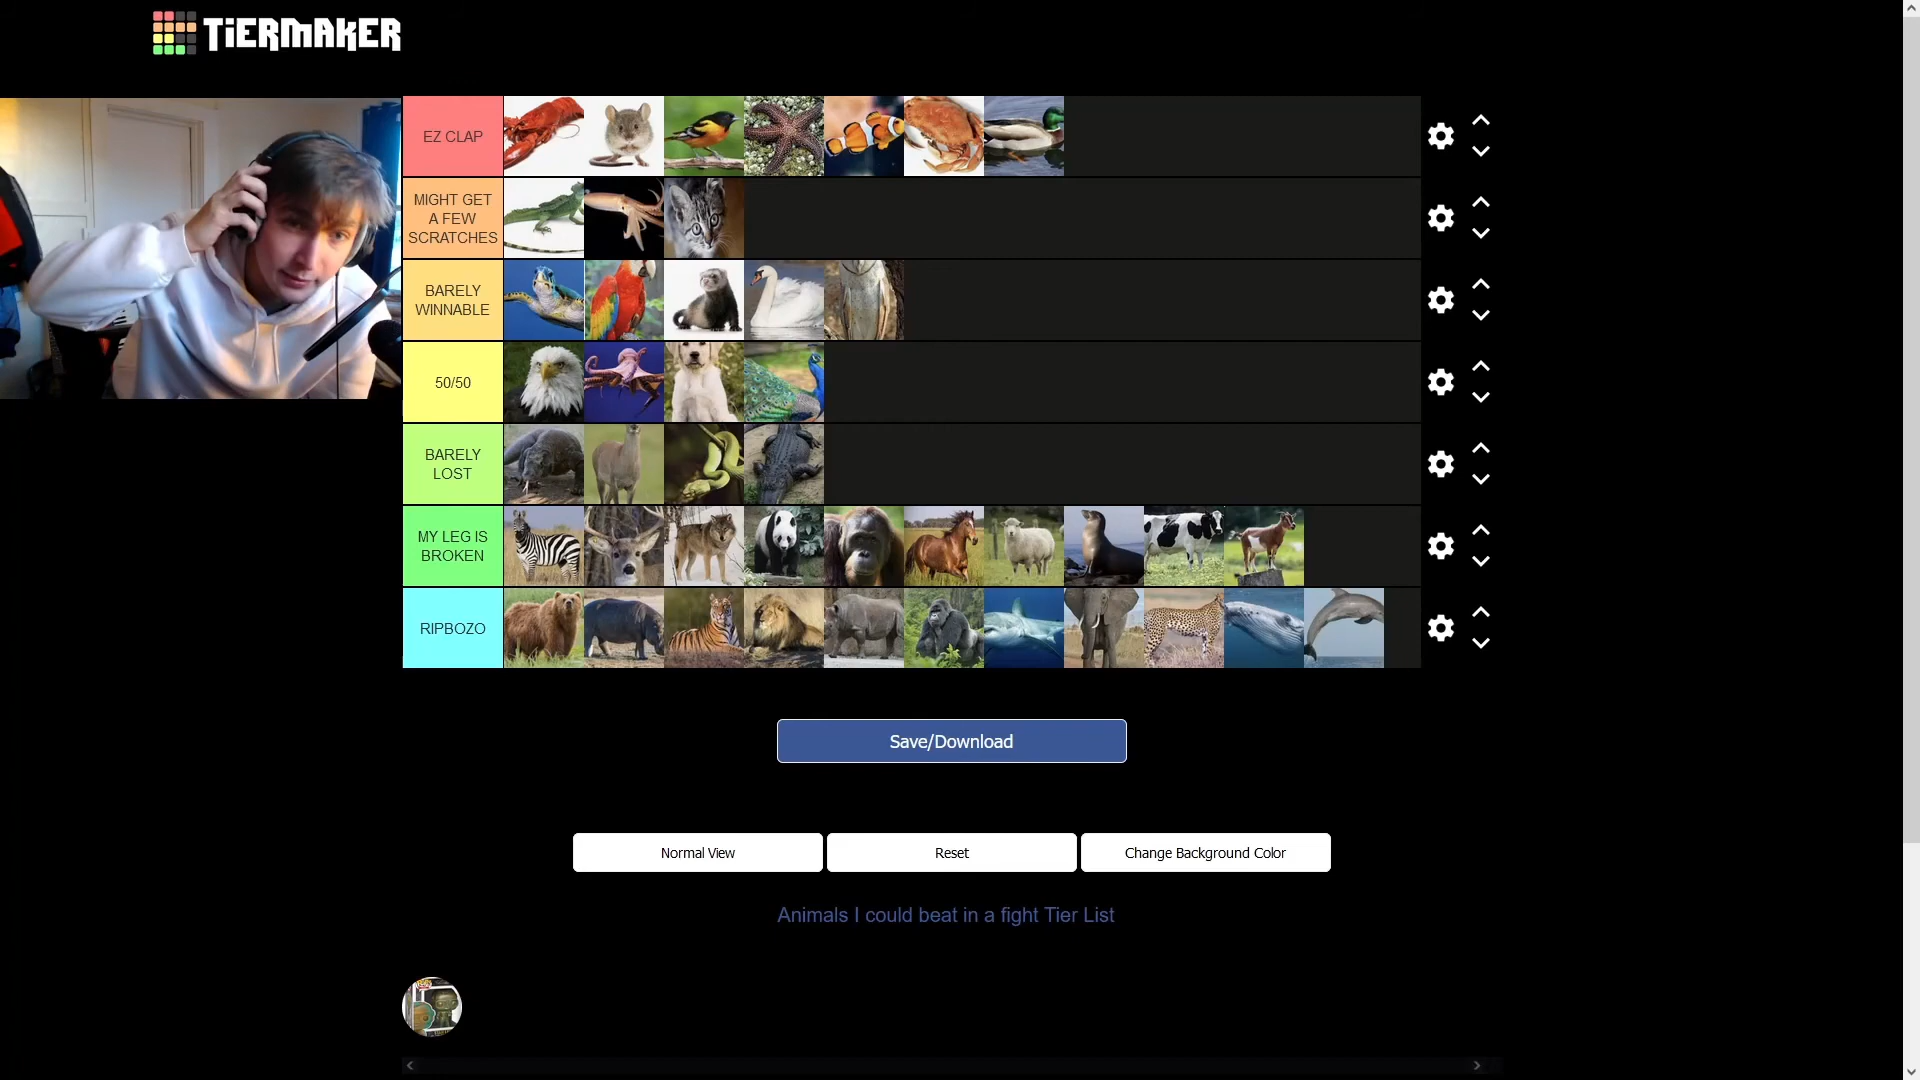 TiERMAKER
EZ CLAP
MIGHT GET
A FEW
SCRATCHES
BARELY
WINNABLE
50/50
BARELY
LOST
MY LEG IS
BROKEN
RIPBOZO
Save/Download
Normal View
Reset
Change Background Color
Animals I could beat in a fight Tier List